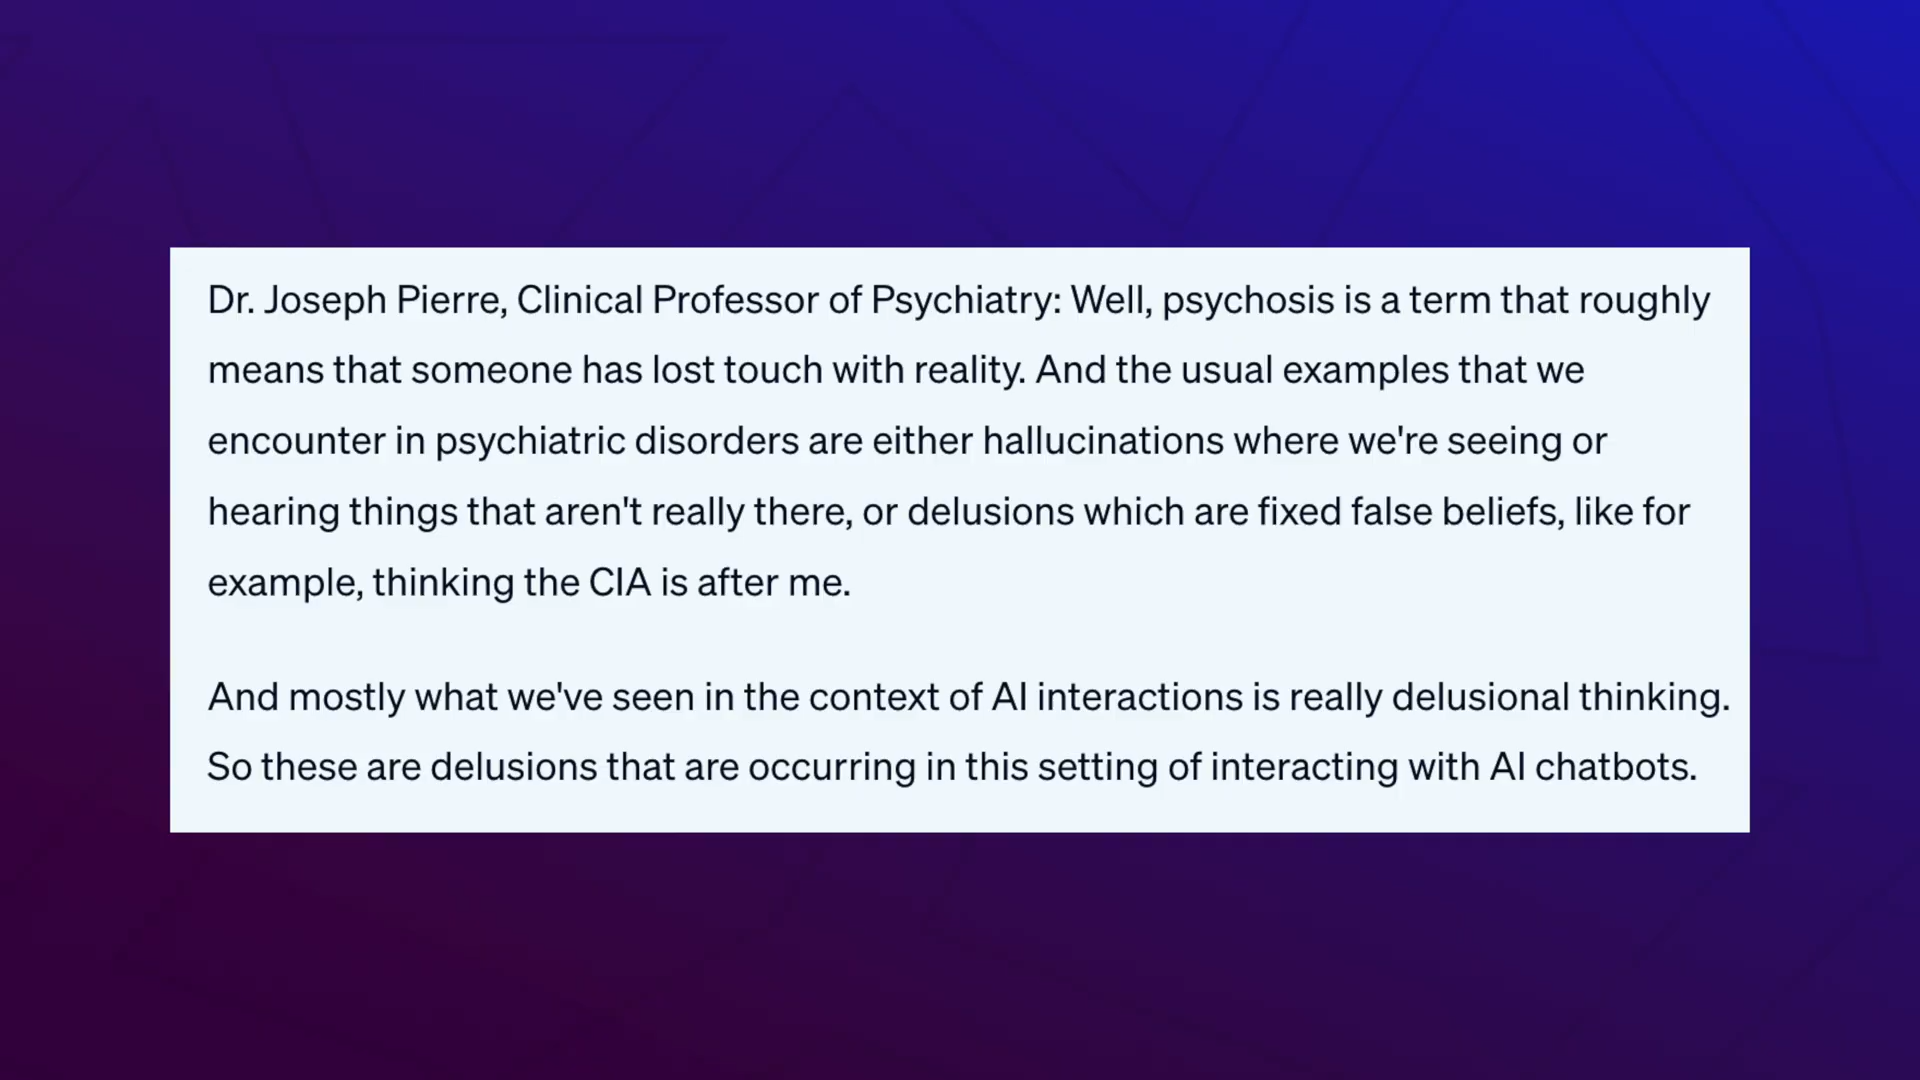 Dr. Joseph Pierre, Clinical Professor of Psychiatry: Well, psychosis is a term that roughly
means that someone has lost touch with reality. And the usual examples that we
encounter in psychiatric disorders are either hallucinations where we're seeing or
hearing things that aren't really there, or delusions which are fixed false beliefs, like for
example, thinking the CIA is after me.
And mostly what we've seen in the context of AI interactions is really delusional thinking.
So these are delusions that are occurring in this setting of interacting with AI chatbots.